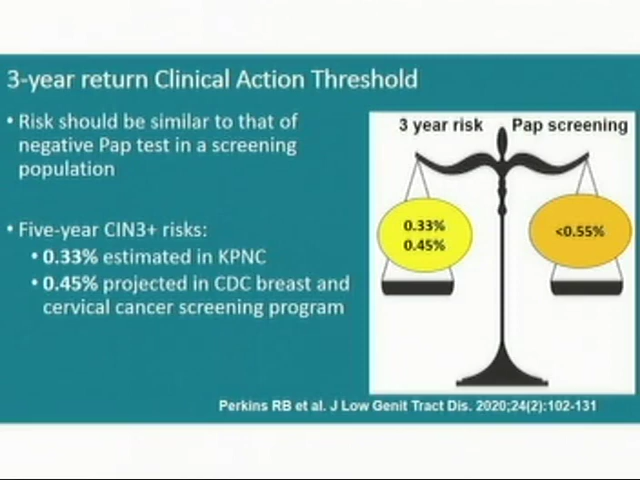 3-year return Clinical Action Threshold
• Risk should be similar to that of
negative Pap test in a screening
population
• Five-year CIN3+ risks:
• 0.33% estimated in KPNC
• 0.45% projected in CDC breast and
cervical cancer screening program
3 year risk
Pap screening
0.33%
0.45%
<0.55%
Perkins RB et al. J Low Genit Tract Dis. 2020;24(2):102-131